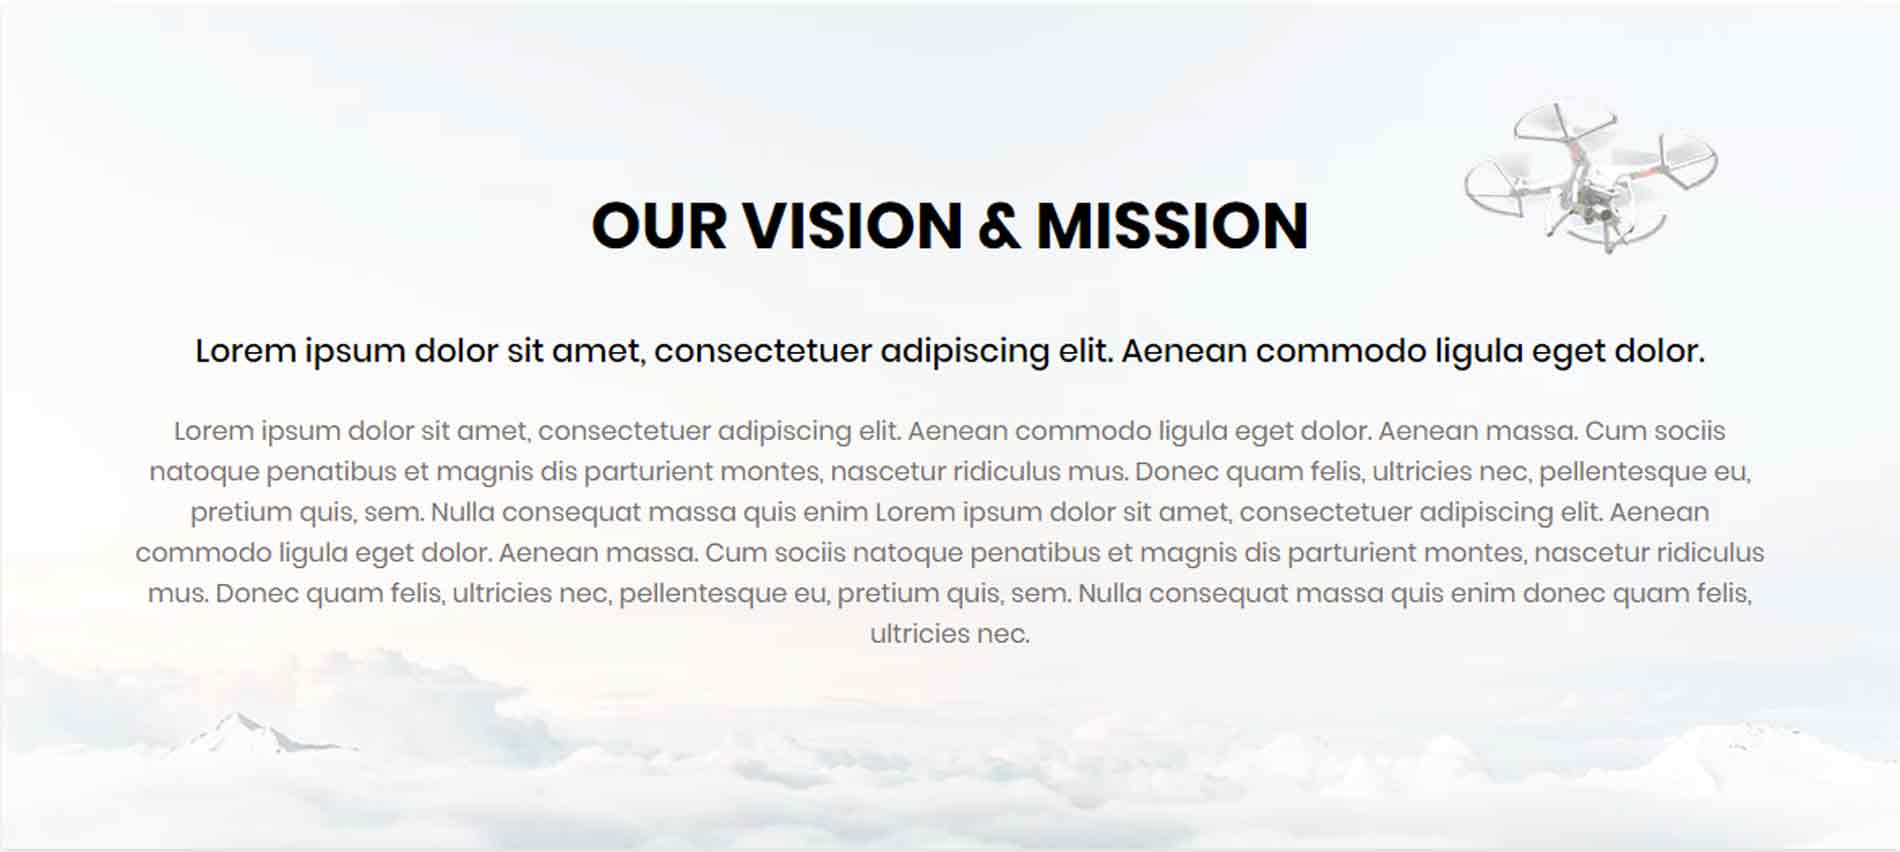 OUR VISION & MISSION
Lorem ipsum dolor sit amet, consectetuer adipiscing elit. Aenean commodo ligula eget dolor.
Lorem ipsum dolor sit amet, consectetuer adipiscing elit. Aenean commodo ligula eget dolor. Aenean massa. Cum sociis
natoque penatibus et magnis dis parturient montes, nascetur ridiculus mus. Donec quam felis, ultricies nec, pellentesque eu,
pretium quis, sem. Nulla consequat massa quis enim Lorem ipsum dolor sit amet, consectetuer adipiscing elit. Aenean
commodo ligula eget dolor. Aenean massa. Cum sociis natoque penatibus et magnis dis parturient montes, nascetur ridiculus
mus. Donec quam felis, ultricies nec, pellentesque eu, pretium quis, sem. Nulla consequat massa quis enim donec quam felis,
ultricies nec.